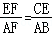 EF/AF = CE/AB